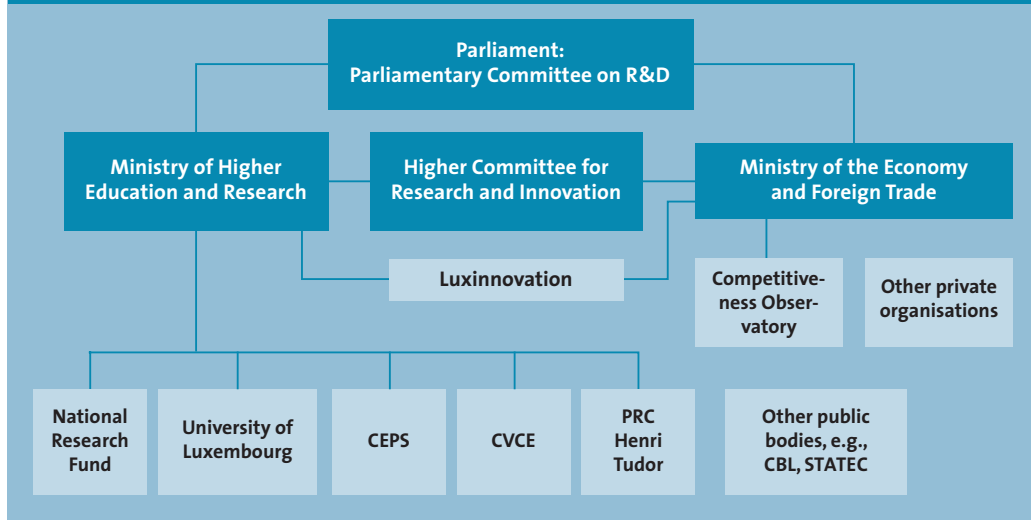 Parliament:
Parliamentary Committee on R&D
Ministry of Higher
Education and Research
Higher Committee for
Research and Innovation
Ministry of the Economy
and Foreign Trade
Luxinnovation
Competitive-
ness Obser-
vatory
Other private
organisations
National
Research
Fund
University of
Luxembourg
CEPS
CVCE
PRC
Henri
Tudor
Other public
bodies, e.g.,
CBL, STATEC